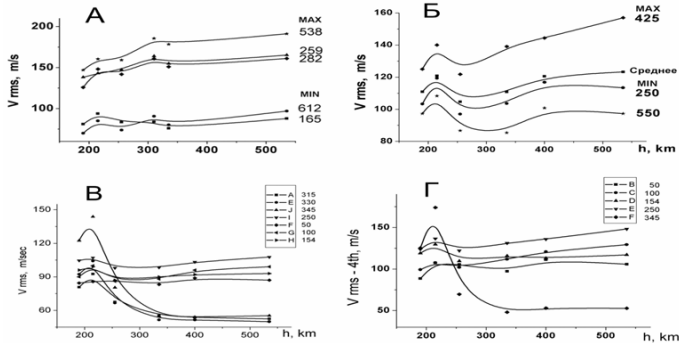 А
MAX
538
259
282
MIN
612
165
V rms, m/s
200
150
100
200
300
400
500
h, km
Б
MAX
425
Среднее
MIN
250
550
V rms, m/s
160
140
120
100
80
200
300
400
500
h, km
В
A 315
E 330
J 345
I 250
F 50
G 100
H 154
V rms, m/sec
150
120
90
60
200
300
400
500
h, km
Г
B 50
C 100
D 154
E 250
F 345
V rms - 4th, m/s
200
150
100
50
200
300
400
500
h, km